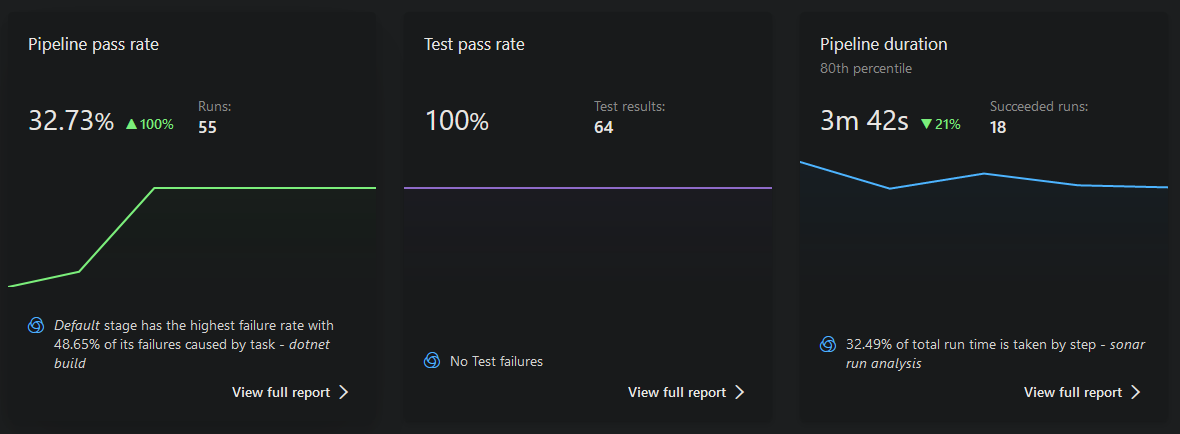 Pipeline pass rate
32.73% ▲100%
Runs:
55
Default stage has the highest failure rate with
48.65% of its failures caused by task - dotnet
build
View full report
Test pass rate
100%
Test results:
64
No Test failures
View full report
Pipeline duration
80th percentile
3m 42s ▼21%
Succeeded runs:
18
32.49% of total run time is taken by step - sonar
run analysis
View full report